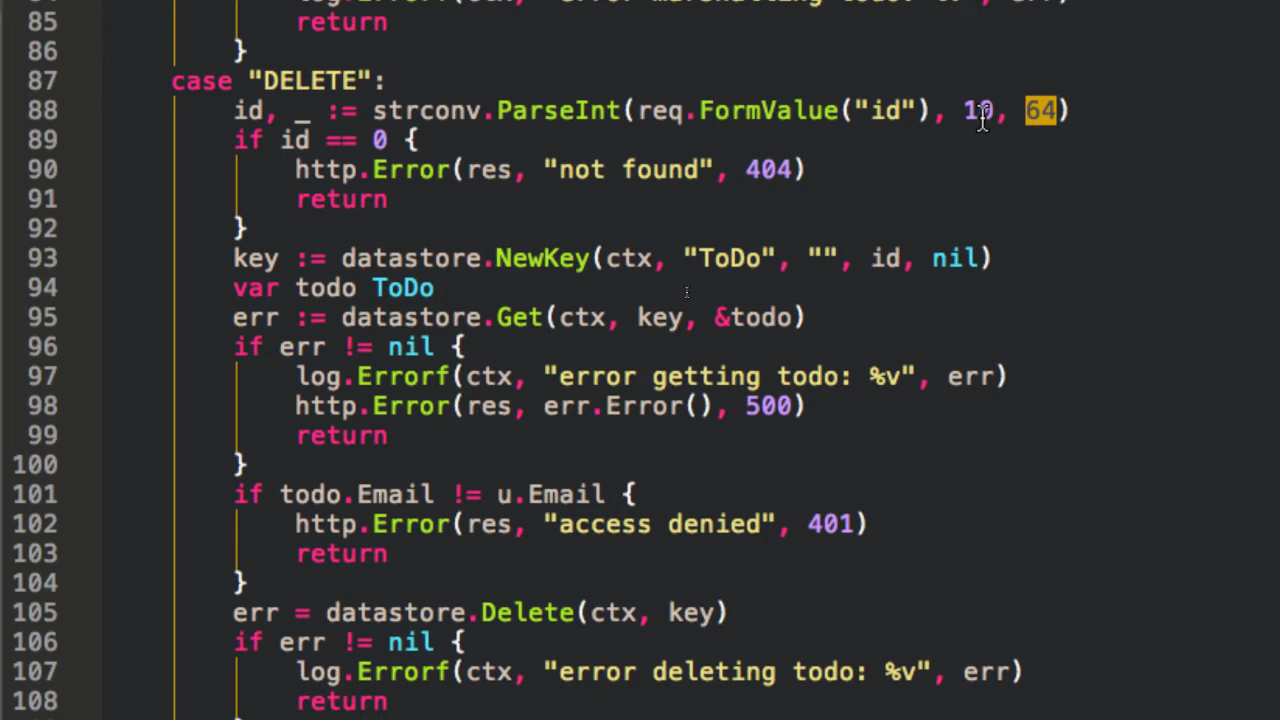 85 return
86 }
87 case "DELETE":
88 id, _ := strconv.ParseInt(req.FormValue("id"), 10, 64)
89 if id == 0 {
90 http.Error(res, "not found", 404)
91 return
92 }
93 key := datastore.NewKey(ctx, "ToDo", "", id, nil)
94 var todo ToDo
95 err := datastore.Get(ctx, key, &todo)
96 if err != nil {
97 log.Errorf(ctx, "error getting todo: %v", err)
98 http.Error(res, err.Error(), 500)
99 return
100 }
101 if todo.Email != u.Email {
102 http.Error(res, "access denied", 401)
103 return
104 }
105 err = datastore.Delete(ctx, key)
106 if err != nil {
107 log.Errorf(ctx, "error deleting todo: %v", err)
108 return